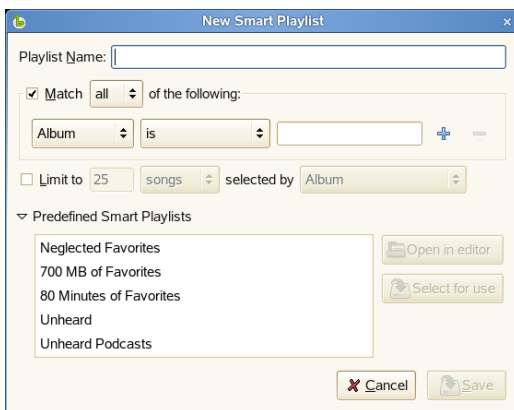 New Smart Playlist
Playlist Name:
Match all of the following:
Album is
Limit to 25 songs selected by Album
Predefined Smart Playlists
Neglected Favorites
700 MB of Favorites
80 Minutes of Favorites
Unheard
Unheard Podcasts
Open in editor
Select for use
Cancel Save